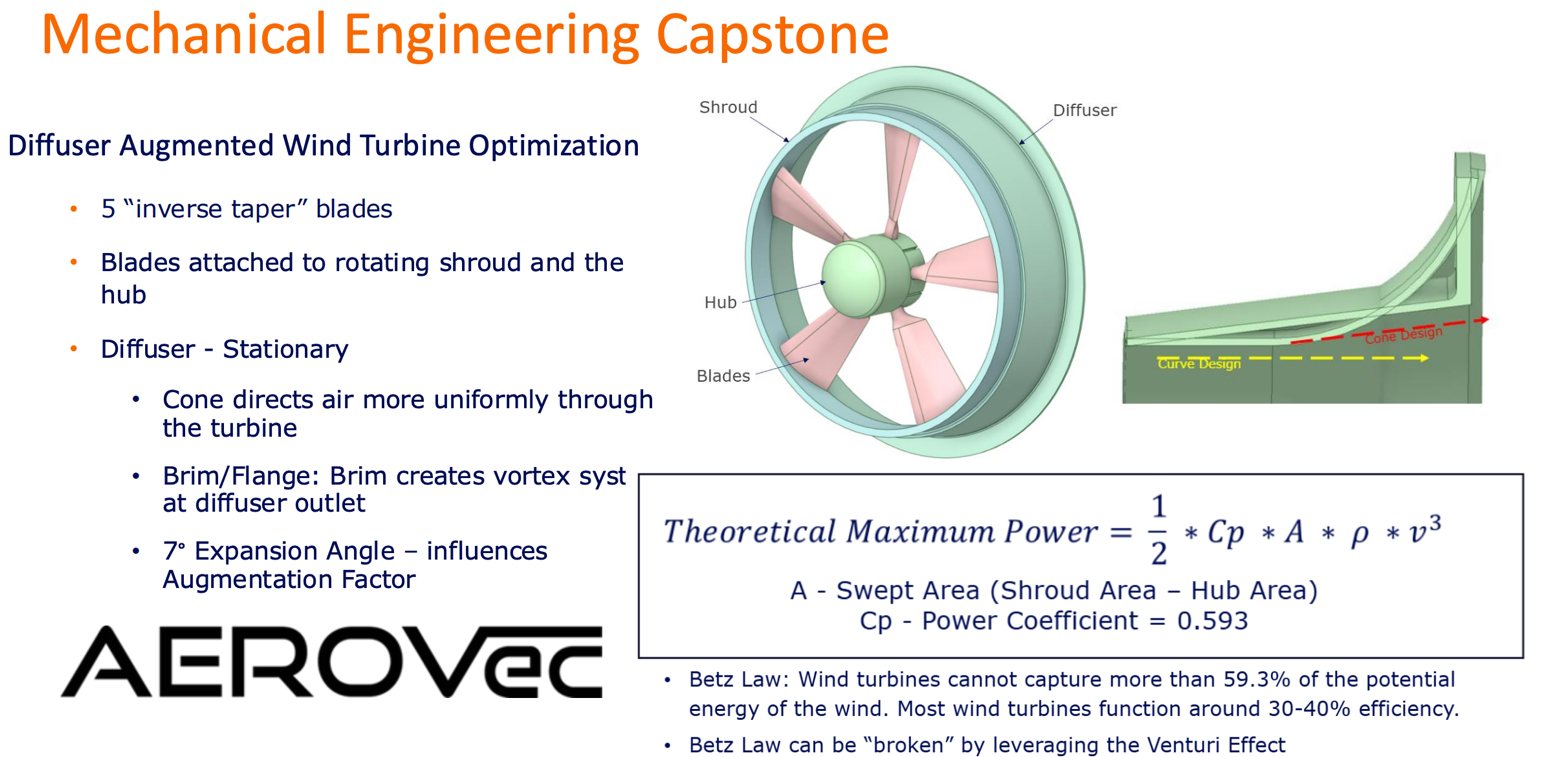 Mechanical Engineering Capstone
Diffuser Augmented Wind Turbine Optimization
• 5 “inverse taper” blades
• Blades attached to rotating shroud and the
hub
• Diffuser - Stationary
• Cone directs air more uniformly through
the turbine
• Brim/Flange: Brim creates vortex syst
at diffuser outlet
• 7° Expansion Angle – influences
Augmentation Factor
AEROVec
Shroud
Diffuser
Hub
Blades
Cone Design
Curve Design
Theoretical Maximum Power = 1/2 * Cp * A * ρ * v³
A - Swept Area (Shroud Area – Hub Area)
Cp - Power Coefficient = 0.593
• Betz Law: Wind turbines cannot capture more than 59.3% of the potential
energy of the wind. Most wind turbines function around 30-40% efficiency.
• Betz Law can be “broken” by leveraging the Venturi Effect